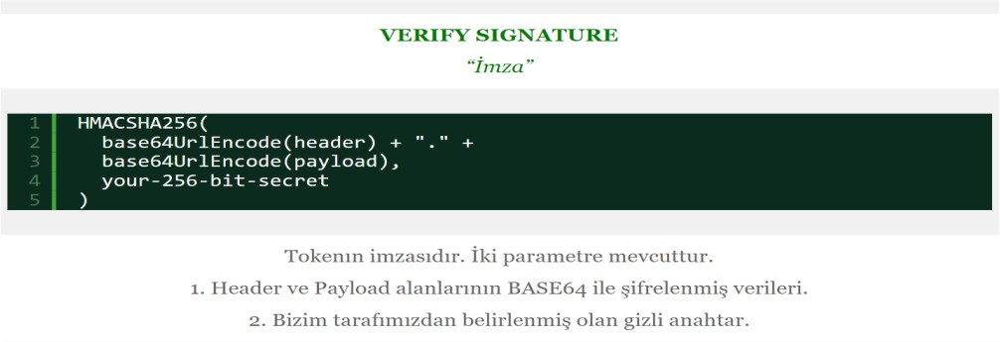 VERIFY SIGNATURE
“İmza”
1 HMACSHA256(
2 base64UrlEncode(header) + "." +
3 base64UrlEncode(payload),
4 your-256-bit-secret
5 )
Tokenın imzasıdır. İki parametre mevcuttur.
1. Header ve Payload alanlarının BASE64 ile şifrelenmiş verileri.
2. Bizim tarafımızdan belirlenmiş olan gizli anahtar.